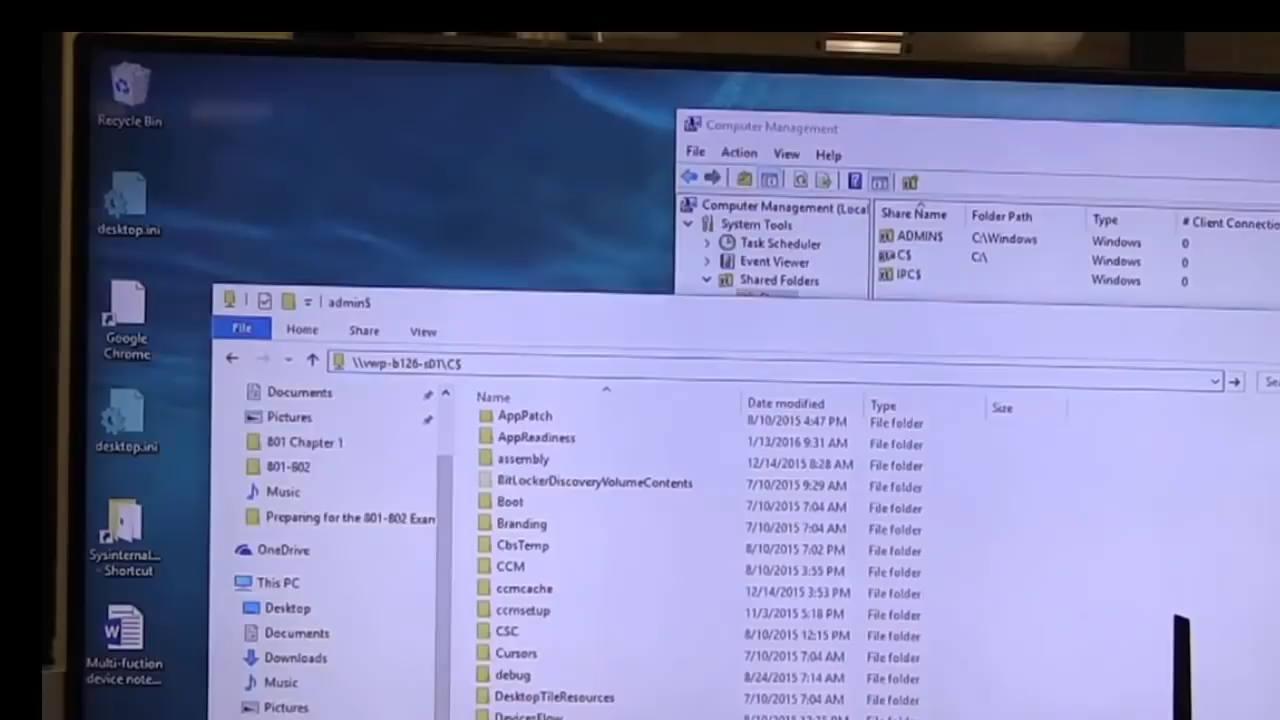 Recycle Bin
desktop.ini
Google
Chrome
desktop.ini
Sysinternal...
- Shortcut
Multi-fuction
device note...
Computer Management
File Action View Help
Computer Management (Local
System Tools
Task Scheduler
Event Viewer
Shared Folders
Share Name Folder Path Type # Client Connectio
ADMIN$ C:\Windows Windows 0
C$ C:\ Windows 0
IPC$ Windows 0
admin$
File Home Share View
\\vwp-b126-s01\C$
Documents
Pictures
801 Chapter 1
801-802
Music
Preparing for the 801-802 Exam
OneDrive
This PC
Desktop
Documents
Downloads
Music
Pictures
Name Date modified Type Size
AppPatch 8/10/2015 4:47 PM File folder
AppReadiness 1/13/2016 9:31 AM File folder
assembly 12/14/2015 8:28 AM File folder
BitLockerDiscoveryVolumeContents 7/10/2015 9:29 AM File folder
Boot 7/10/2015 7:04 AM File folder
Branding 7/10/2015 7:04 AM File folder
CbsTemp 8/10/2015 7:02 PM File folder
CCM 8/10/2015 3:55 PM File folder
ccmcache 12/14/2015 3:53 PM File folder
ccmsetup 11/3/2015 5:18 PM File folder
CSC 8/10/2015 12:15 PM File folder
Cursors 7/10/2015 7:04 AM File folder
debug 8/24/2015 7:14 AM File folder
DesktopTileResources 7/10/2015 7:04 AM File folder